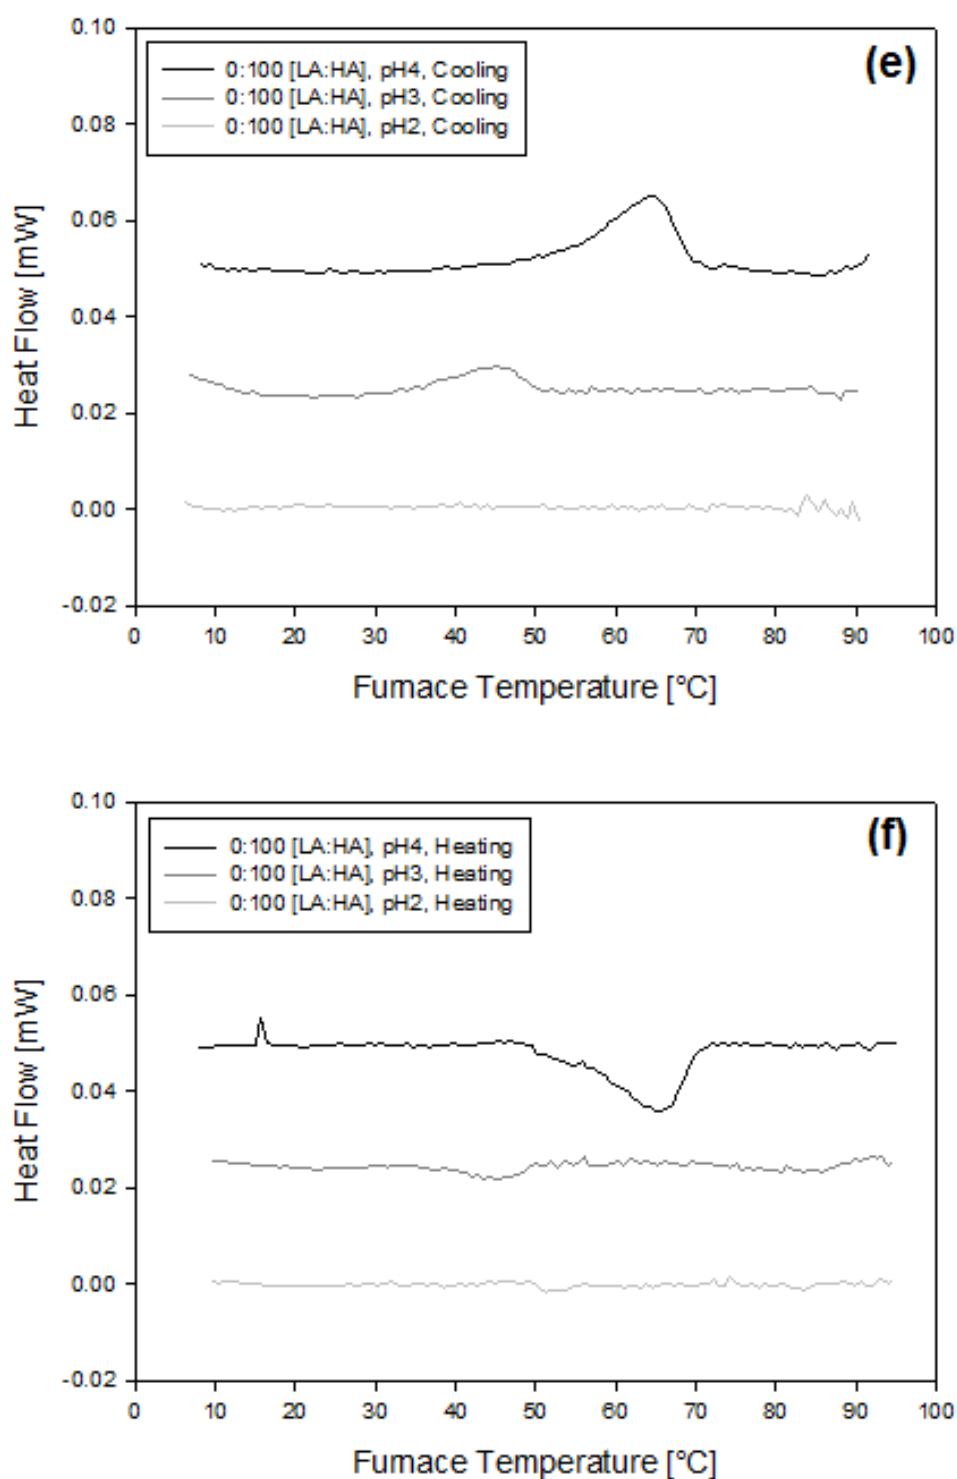 (e)
0:100 [LA:HA], pH4, Cooling
0:100 [LA:HA], pH3, Cooling
0:100 [LA:HA], pH2, Cooling
Heat Flow [mW]
0.10
0.08
0.06
0.04
0.02
0.00
-0.02
0 10 20 30 40 50 60 70 80 90 100
Furnace Temperature [°C]
(f)
0:100 [LA:HA], pH4, Heating
0:100 [LA:HA], pH3, Heating
0:100 [LA:HA], pH2, Heating
Heat Flow [mW]
0.10
0.08
0.06
0.04
0.02
0.00
-0.02
0 10 20 30 40 50 60 70 80 90 100
Furnace Temperature [°C]